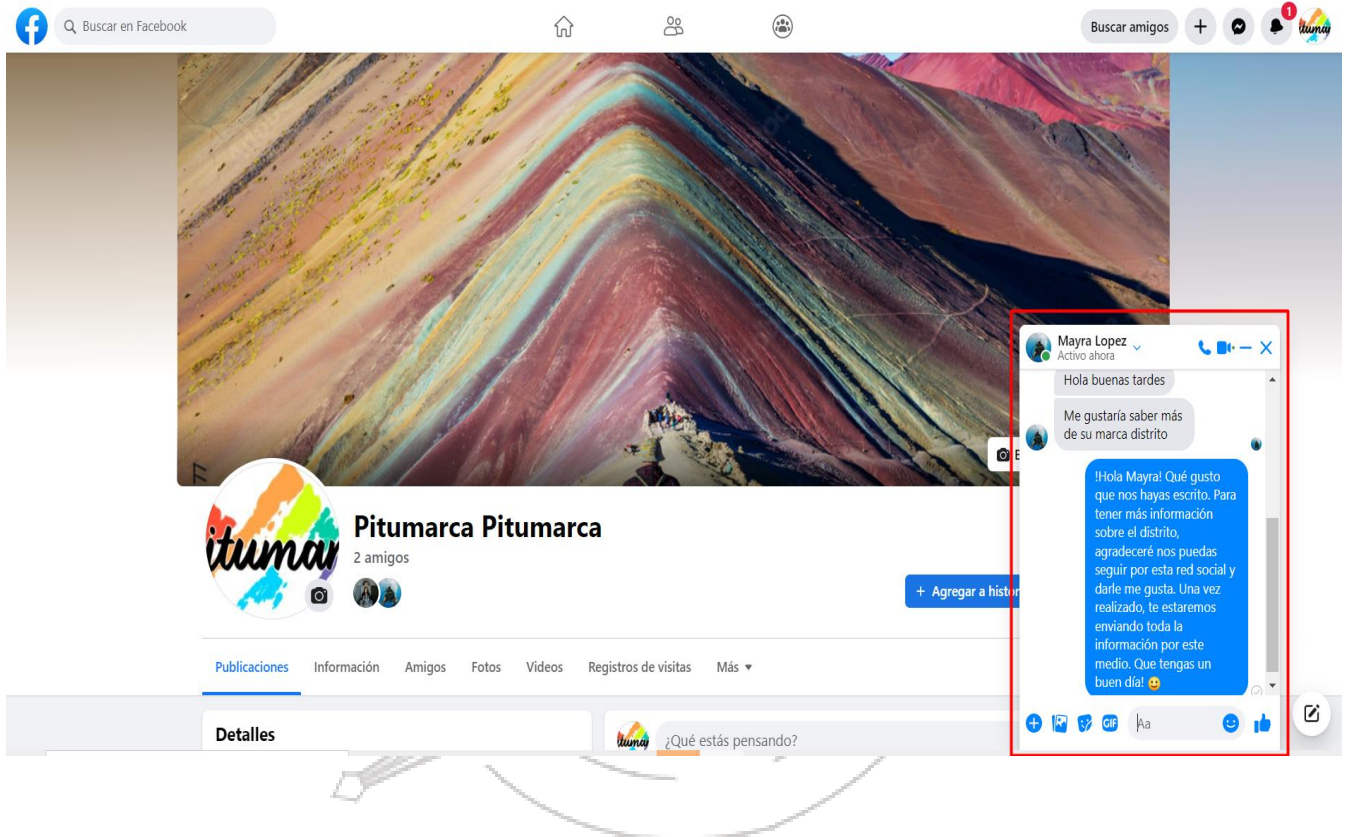 Buscar en Facebook
Buscar amigos
1
itumar
Mayra Lopez
Activo ahora
Hola buenas tardes
Me gustaría saber más
de su marca distrito
!Hola Mayra! Qué gusto
que nos hayas escrito. Para
tener más información
sobre el distrito,
agradeceré nos puedas
seguir por esta red social y
darle me gusta. Una vez
realizado, te estaremos
enviando toda la
información por este
medio. Que tengas un
buen día! 😀
GIF
Aa
itumar
Pitumarca Pitumarca
2 amigos
+ Agregar a histor
Publicaciones
Información
Amigos
Fotos
Videos
Registros de visitas
Más
Detalles
itumar
¿Qué estás pensando?